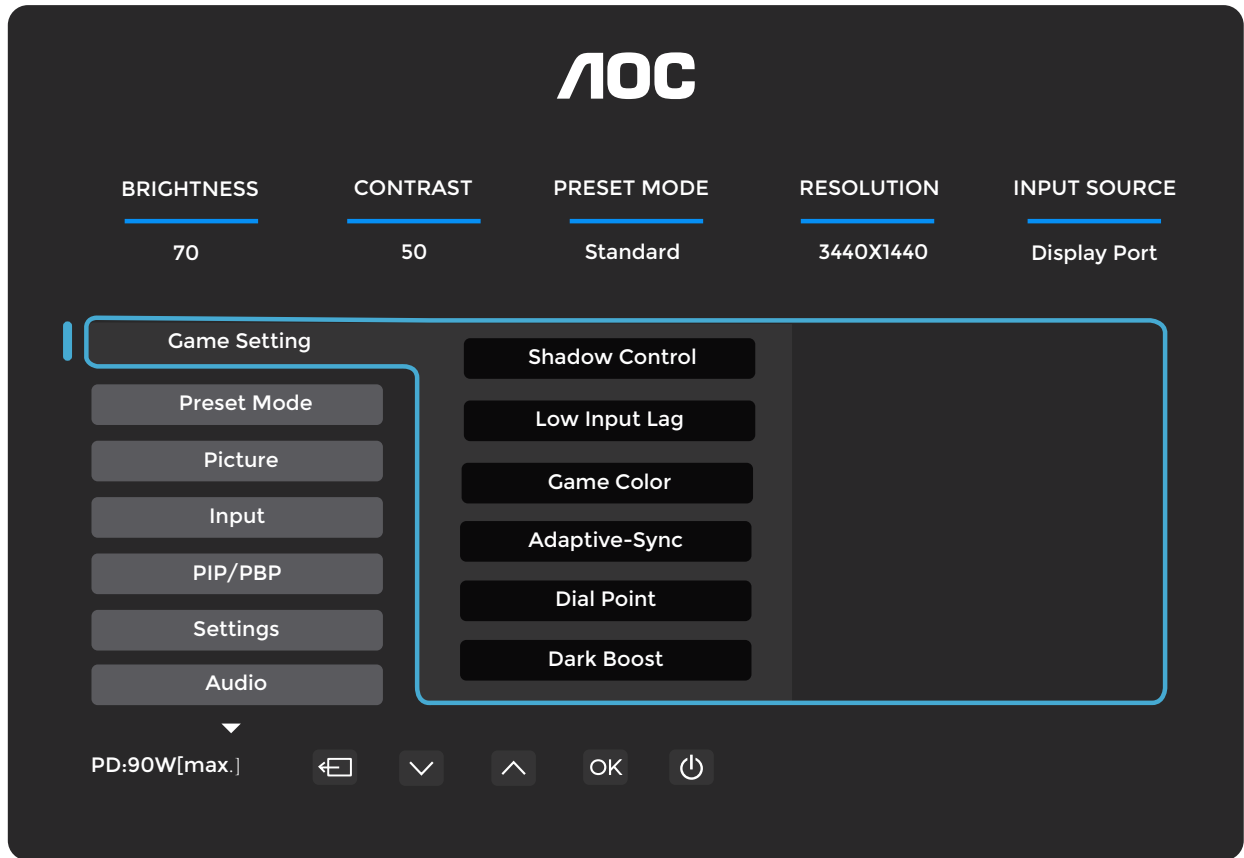 AOC
BRIGHTNESS CONTRAST PRESET MODE RESOLUTION INPUT SOURCE
70 50 Standard 3440X1440 Display Port
Game Setting
Preset Mode
Picture
Input
PIP/PBP
Settings
Audio
Shadow Control
Low Input Lag
Game Color
Adaptive-Sync
Dial Point
Dark Boost
PD:90W[max.]
OK